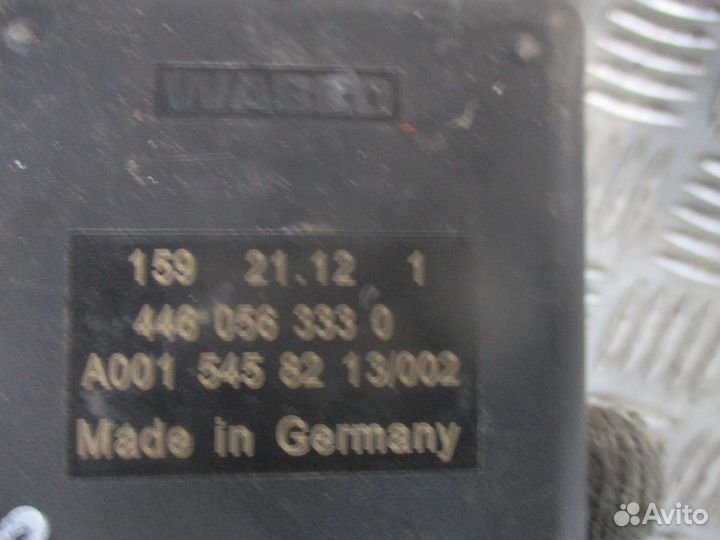 WABCO
159 21.12 1
446 056 333 0
A001 545 82 13/002
Made in Germany
Avito